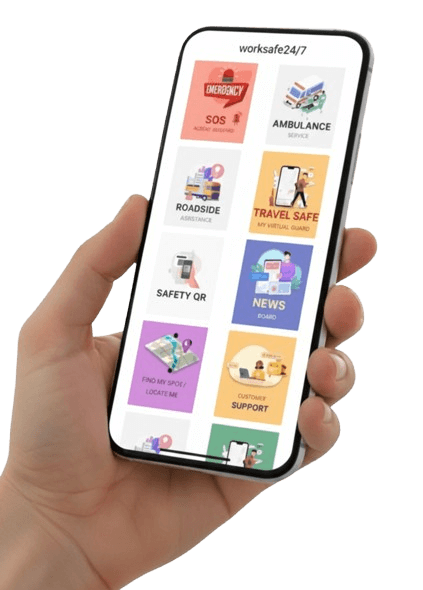 worksafe24/7
EMERGENCY
SOS
AMBULANCE
SERVICE
ROADSIDE
ASSISTANCE
TRAVEL SAFE
MY VIRTUAL GUARD
SAFETY QR
NEWS
BOARD
FIND MY SPOT/
LOCATE ME
CUSTOMER
SUPPORT